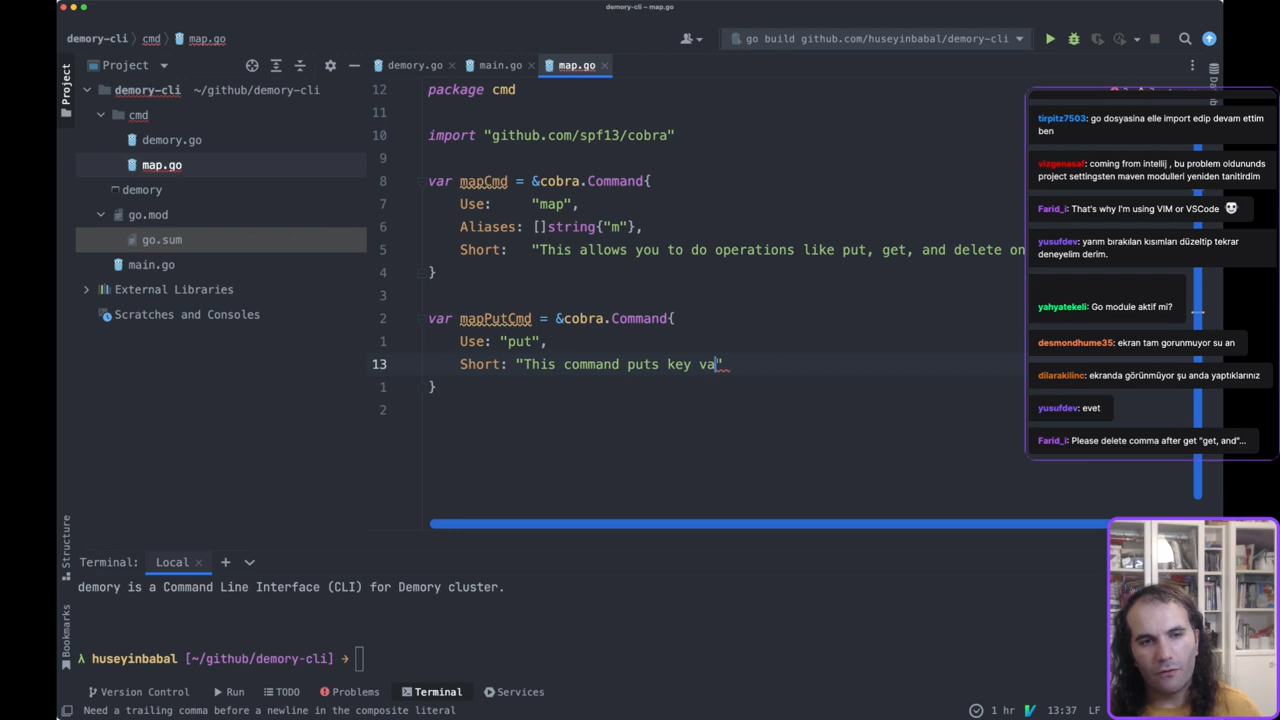 demory-cli – map.go
demory-cli cmd map.go
go build github.com/huseyinbabal/demory-cli
Project
demory.go main.go map.go
Project
demory-cli ~/github/demory-cli
cmd
demory.go
map.go
demory
go.mod
go.sum
main.go
External Libraries
Scratches and Consoles
12 package cmd
11
10 import "github.com/spf13/cobra"
9
8 var mapCmd = &cobra.Command{
7 Use: "map",
6 Aliases: []string{"m"},
5 Short: "This allows you to do operations like put, get, and delete on
4 }
3
2 var mapPutCmd = &cobra.Command{
1 Use: "put",
13 Short: "This command puts key va"
1 }
2
tirpitz7503: go dosyasina elle import edip devam ettim
ben
vizgenasaf: coming from intellij , bu problem oldununds
project settingsten maven modulleri yeniden tanitirdim
Farid_i: That's why I'm using VIM or VSCode
yusufdev: yarım bırakılan kısımları düzeltip tekrar
deneyelim derim.
yahyatekeli: Go module aktif mi?
desmondhume35: ekran tam gorunmuyor su an
dilarakilinc: ekranda görünmüyor şu anda yaptıklarınız
yusufdev: evet
Farid_i: Please delete comma after get "get, and"...
Structure
Bookmarks
Terminal: Local
demory is a Command Line Interface (CLI) for Demory cluster.
λ huseyinbabal [~/github/demory-cli] →
Version Control Run TODO Problems Terminal Services
Need a trailing comma before a newline in the composite literal
1 hr 13:37 LF